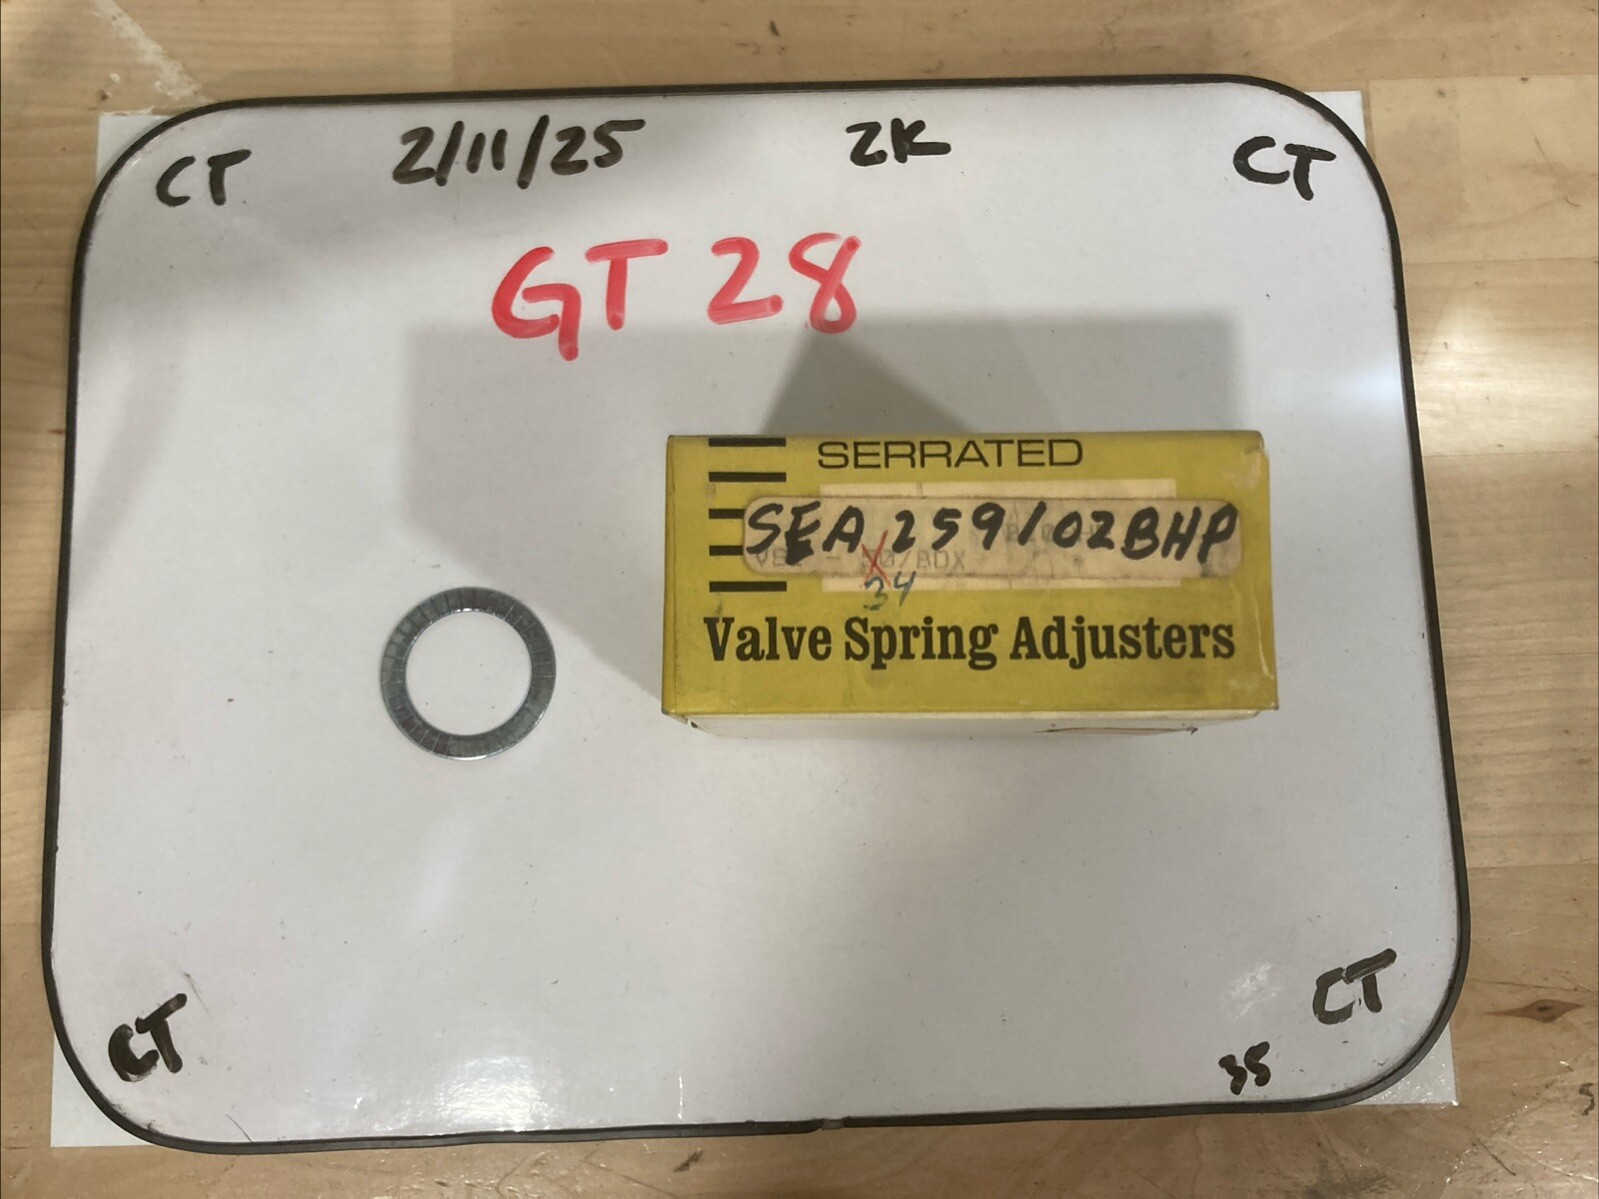 CT 2/11/25 2K CT
GT 28
SERRATED
SEA 259/02BHP
/BOX
34
Valve Spring Adjusters
CT
CT
35